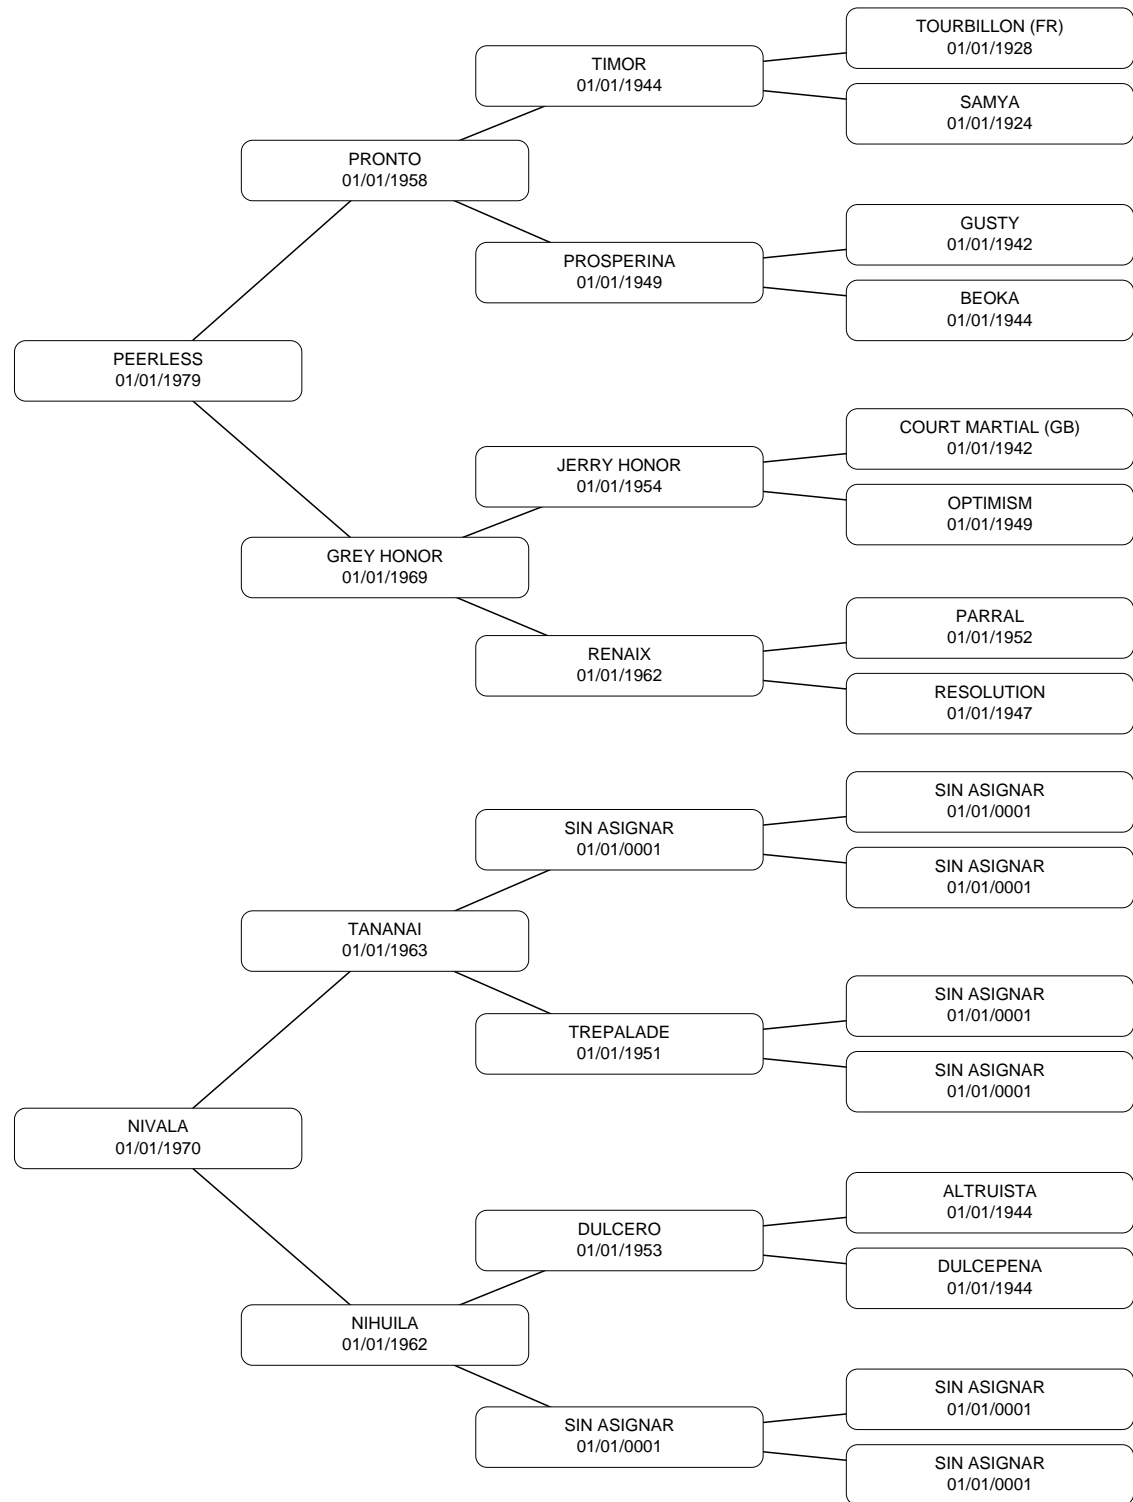 TOURBILLON (FR)
01/01/1928
TIMOR
01/01/1944
SAMYA
01/01/1924
PRONTO
01/01/1958
GUSTY
01/01/1942
PROSPERINA
01/01/1949
BEOKA
01/01/1944
PEERLESS
01/01/1979
COURT MARTIAL (GB)
01/01/1942
JERRY HONOR
01/01/1954
OPTIMISM
01/01/1949
GREY HONOR
01/01/1969
PARRAL
01/01/1952
RENAIX
01/01/1962
RESOLUTION
01/01/1947
SIN ASIGNAR
01/01/0001
SIN ASIGNAR
01/01/0001
SIN ASIGNAR
01/01/0001
TANANAI
01/01/1963
SIN ASIGNAR
01/01/0001
TREPALADE
01/01/1951
SIN ASIGNAR
01/01/0001
NIVALA
01/01/1970
ALTRUISTA
01/01/1944
DULCERO
01/01/1953
DULCEPENA
01/01/1944
NIHUILA
01/01/1962
SIN ASIGNAR
01/01/0001
SIN ASIGNAR
01/01/0001
SIN ASIGNAR
01/01/0001